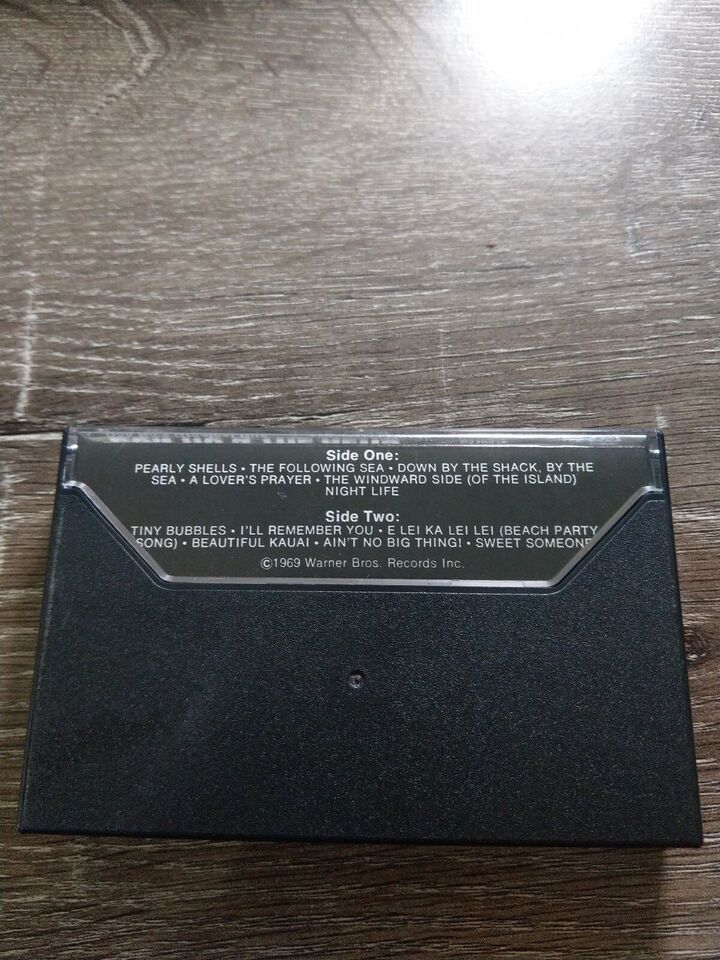 Side One:
PEARLY SHELLS • THE FOLLOWING SEA • DOWN BY THE SHACK, BY THE
SEA • A LOVER'S PRAYER • THE WINDWARD SIDE (OF THE ISLAND)
NIGHT LIFE
Side Two:
TINY BUBBLES • I'LL REMEMBER YOU • E LEI KA LEI LEI (BEACH PARTY
SONG) • BEAUTIFUL KAUAI • AIN'T NO BIG THING! • SWEET SOMEONE
©1969 Warner Bros. Records Inc.